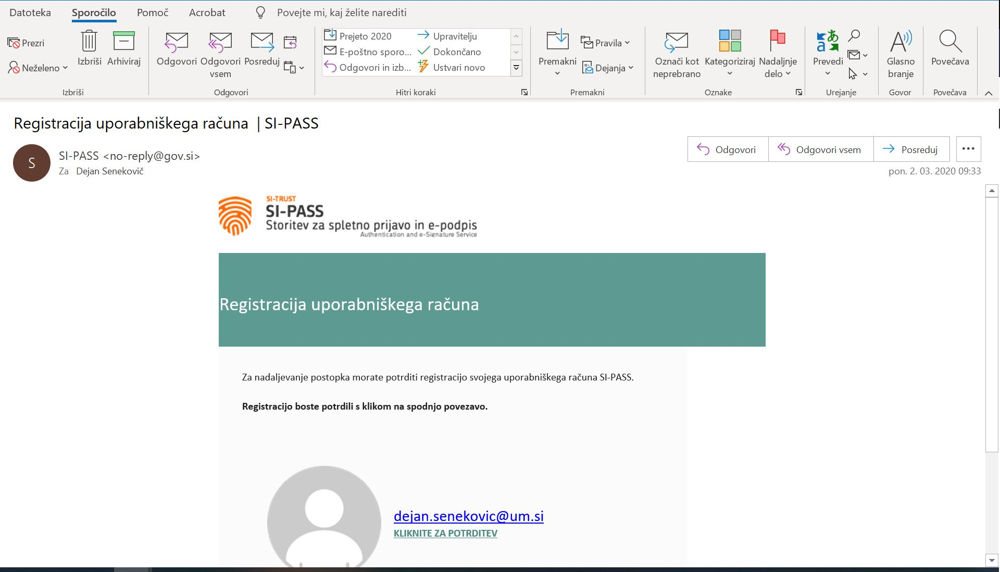 Datoteka Sporočilo Pomoč Acrobat Povejte mi, kaj želite narediti
Prezri
Neželeno
Izbriši Arhiviraj
Izbriši
Odgovori Odgovori vsem Posreduj
Odgovori
Prejeto 2020 Upravitelju
E-poštno sporo... Dokončano
Odgovori in izb... Ustvari novo
Hitri koraki
Premakni Pravila
Dejanja
Premakni
Označi kot neprebrano Kategoriziraj Nadaljnje delo
Oznake
Prevedi
Urejanje
Glasno branje
Govor
Povečava
Povečava
Registracija uporabniškega računa | SI-PASS
S
SI-PASS <no-reply@gov.si>
Za Dejan Senekovič
Odgovori Odgovori vsem Posreduj ...
pon. 2. 03. 2020 09:33
SI-TRUST
SI-PASS
Storitev za spletno prijavo in e-podpis
Authentication and e-Signature Service
Registracija uporabniškega računa
Za nadaljevanje postopka morate potrditi registracijo svojega uporabniškega računa SI-PASS.
Registracijo boste potrdili s klikom na spodnjo povezavo.
dejan.senekovic@um.si
KLIKNITE ZA POTRDITEV